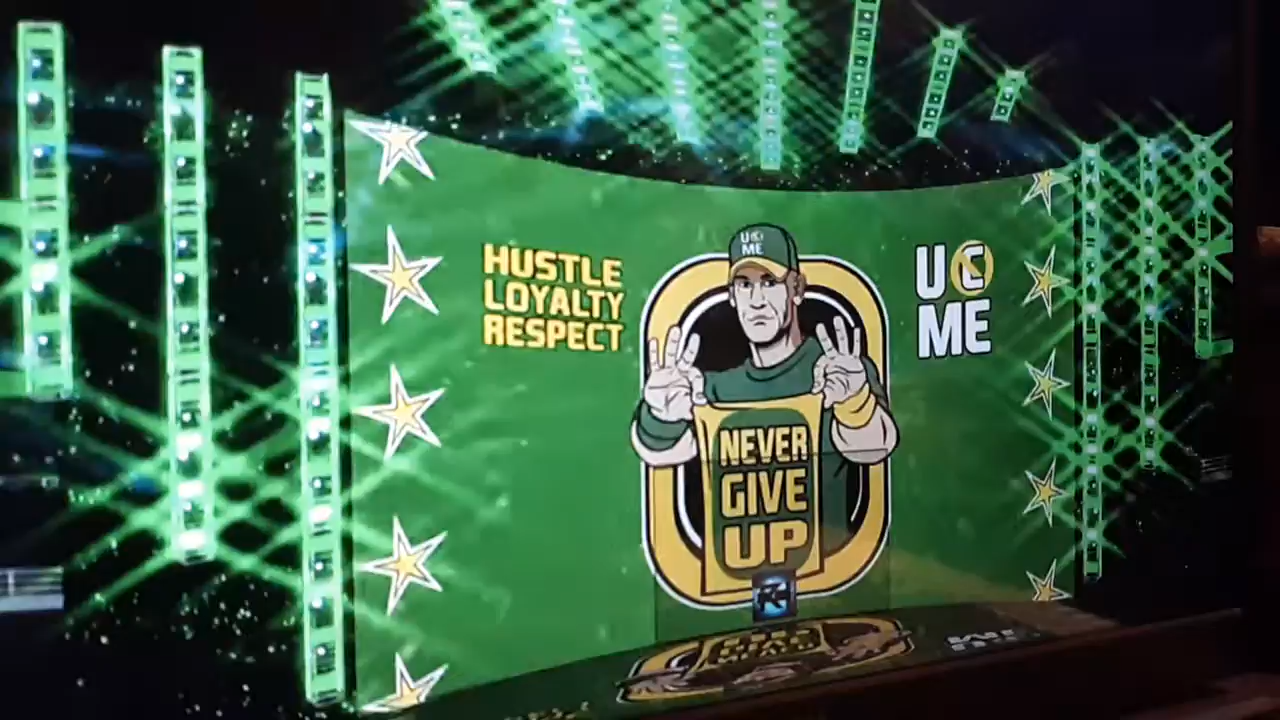 HUSTLE
LOYALTY
RESPECT
U C
ME
U C
ME
NEVER
GIVE
UP